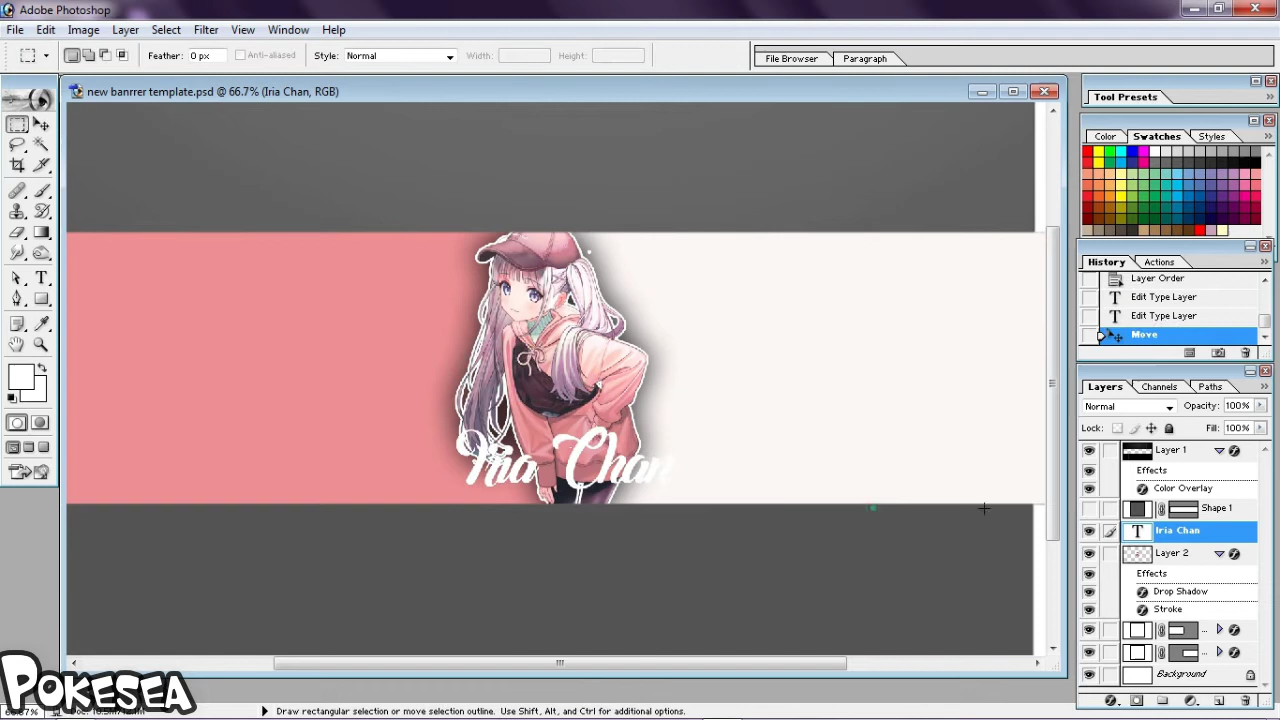 Adobe Photoshop
File Edit Image Layer Select Filter View Window Help
Feather: 0 px Anti-aliased Style: Normal Width: Height: File Browser Paragraph
new banrrer template.psd @ 66.7% (Iria Chan, RGB)
Tool Presets
Color Swatches Styles
History Actions
Layer Order
Edit Type Layer
Edit Type Layer
Move
Layers Channels Paths
Normal Opacity: 100%
Lock: Fill: 100%
Layer 1
Effects
Color Overlay
Shape 1
Iria Chan
Layer 2
Effects
Drop Shadow
Stroke
...
...
Background
Iria Chan
POKESEA
Draw rectangular selection or move selection outline. Use Shift, Alt, and Ctrl for additional options.